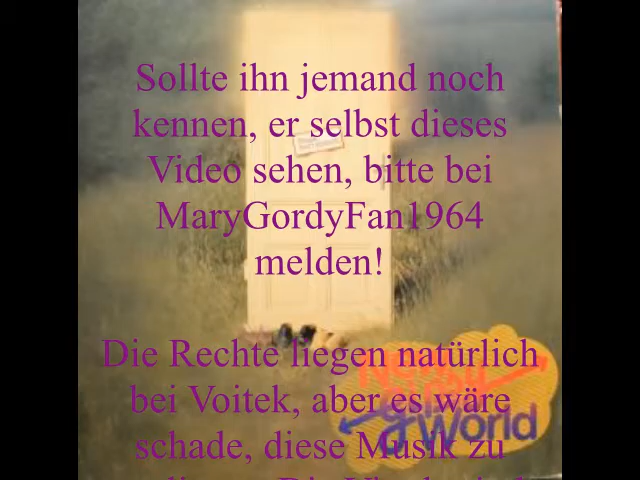 Sollte ihn jemand noch
kennen, er selbst dieses
Video sehen, bitte bei
MaryGordyFan1964
melden!
Die Rechte liegen natürlich
bei Voitek, aber es wäre
schade, diese Musik zu
World